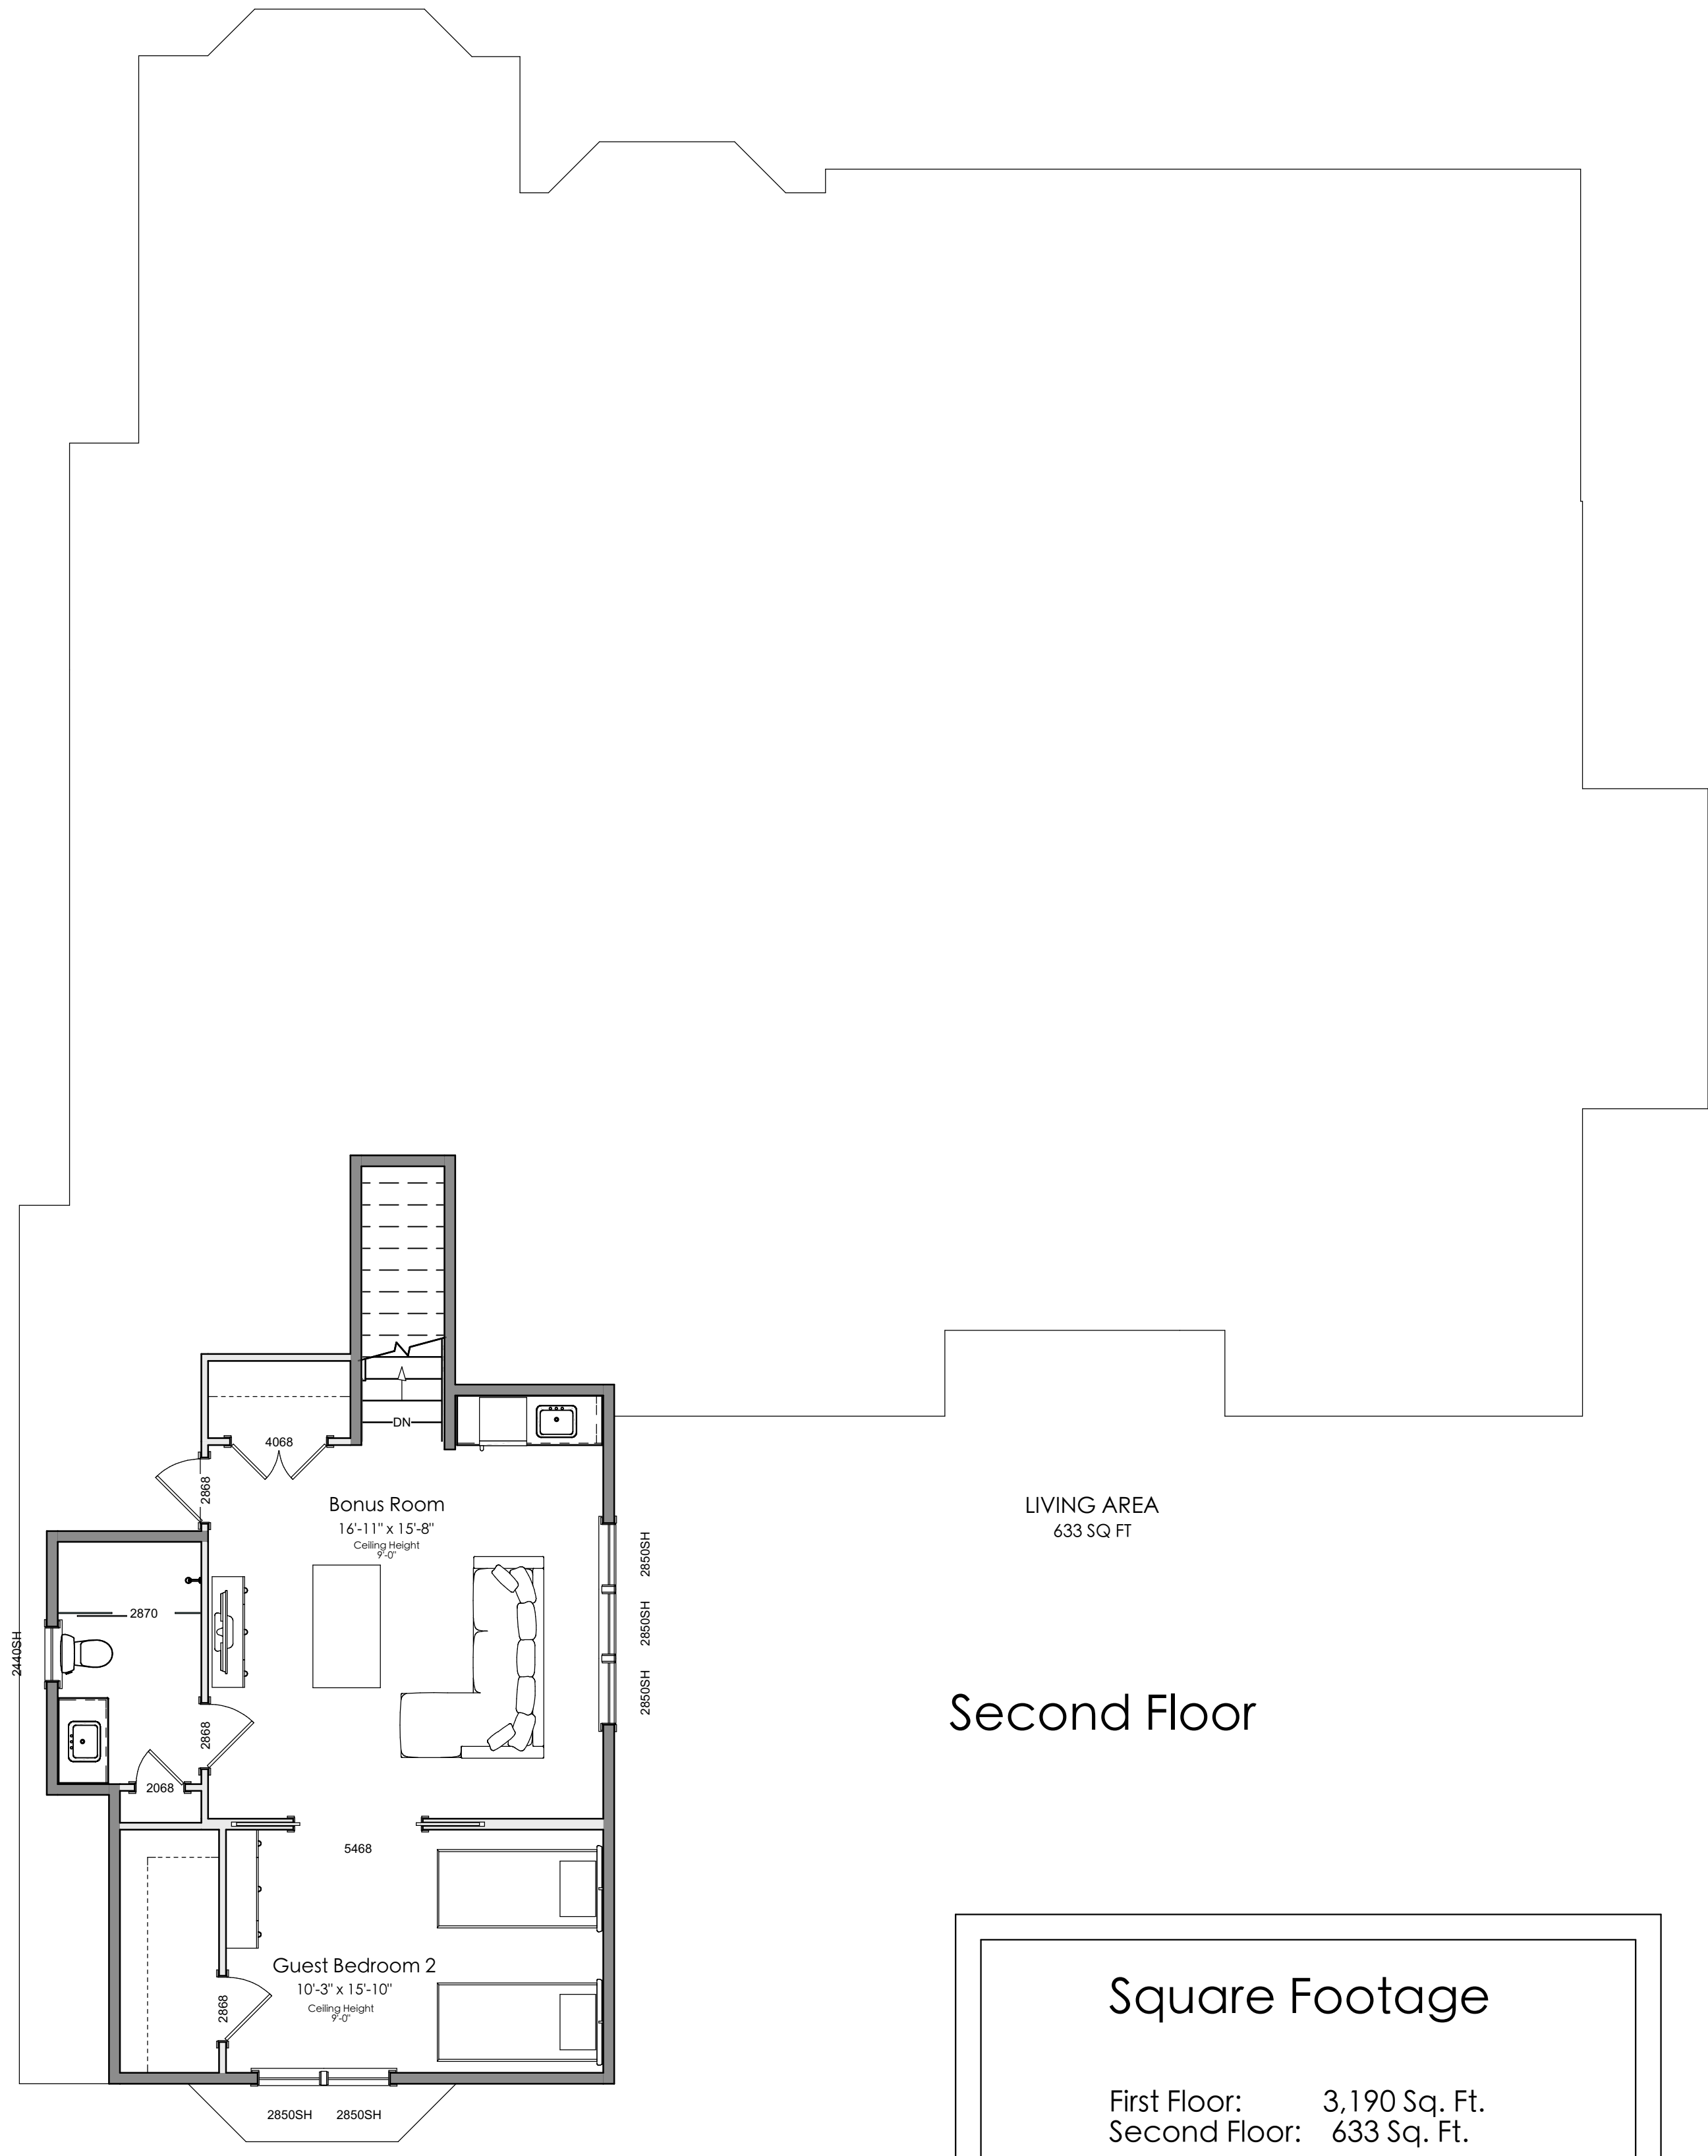 DN
4068
2868
Bonus Room
16'-11" x 15'-8"
Ceiling Height
9'-0"
LIVING AREA
633 SQ FT
2850SH
2850SH
2850SH
2870
2440SH
2868
2068
Second Floor
5468
Guest Bedroom 2
10'-3" x 15'-10"
Ceiling Height
9'-0"
2868
2850SH 2850SH
Square Footage
First Floor: 3,190 Sq. Ft.
Second Floor: 633 Sq. Ft.